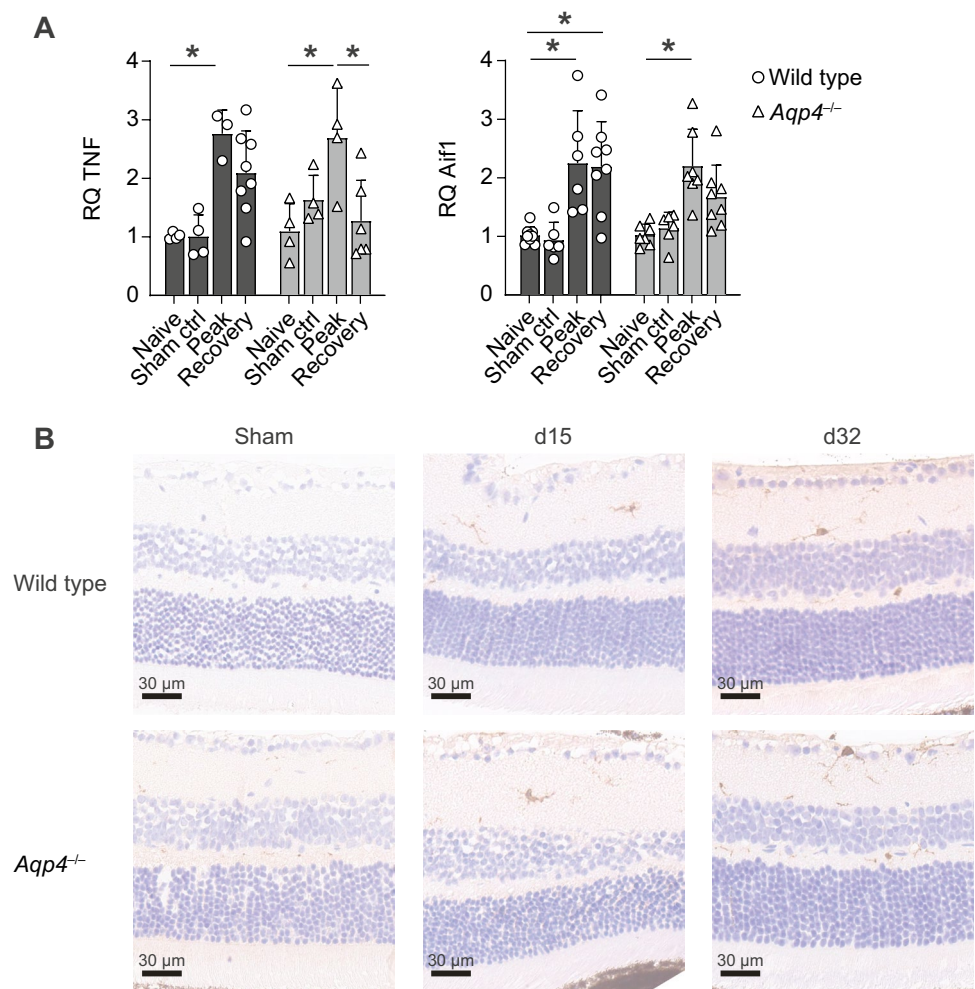 A
* * * * * *
RQ TNF
4
3
2
1
0
Naive
Sham ctrl
Peak
Recovery
Naive
Sham ctrl
Peak
Recovery
RQ Aif1
4
3
2
1
0
Naive
Sham ctrl
Peak
Recovery
Naive
Sham ctrl
Peak
Recovery
Wild type
Aqp4⁻/⁻
B
Sham d15 d32
Wild type
30 µm 30 µm 30 µm
Aqp4⁻/⁻
30 µm 30 µm 30 µm